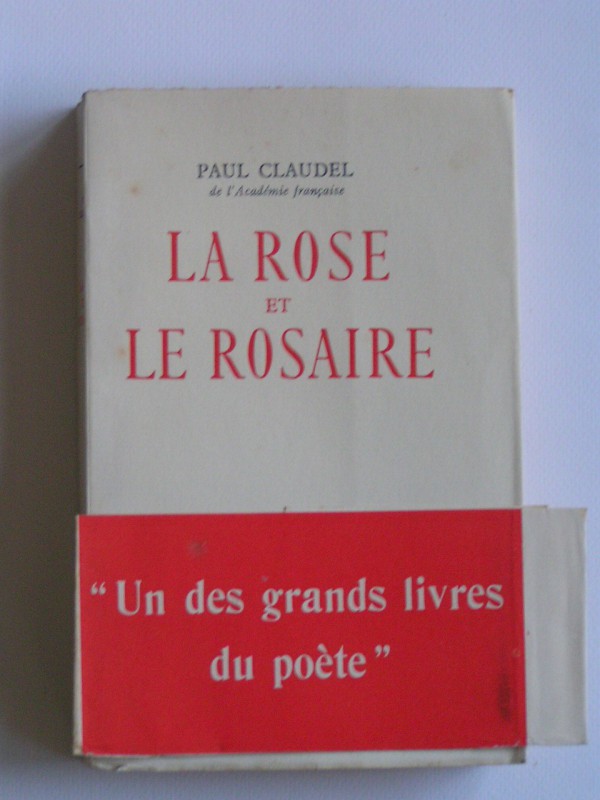 PAUL CLAUDEL
de l'Académie française
LA ROSE
ET
LE ROSAIRE
“Un des grands livres
du poète”